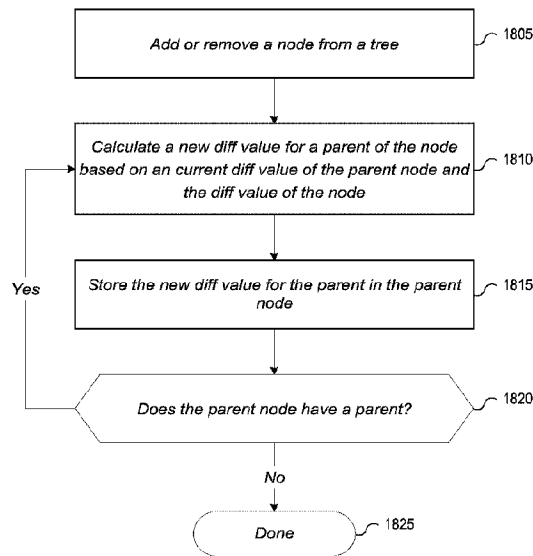 Add or remove a node from a tree
1805
Calculate a new diff value for a parent of the node
based on an current diff value of the parent node and
the diff value of the node
1810
Store the new diff value for the parent in the parent
node
1815
Yes
Does the parent node have a parent?
1820
No
Done
1825